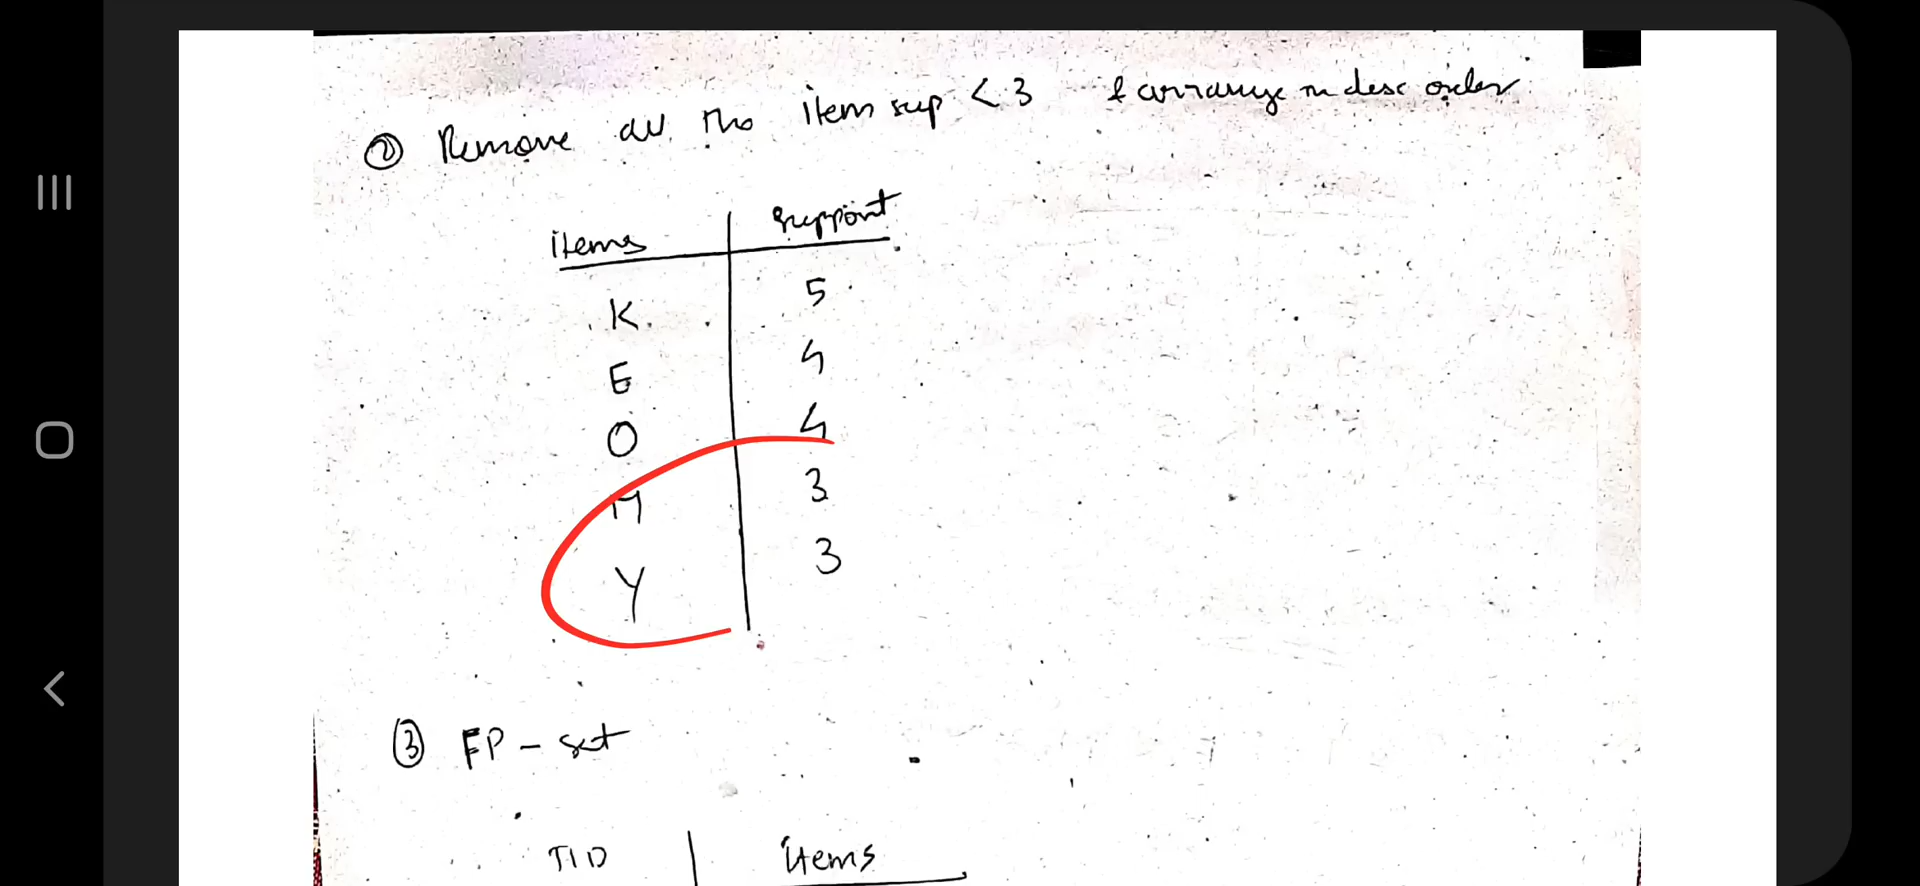 ② Remove all the item sup < 3 & arrange in desc order
items support
K 5
E 4
O 4
M 3
Y 3
③ FP - set
TID items